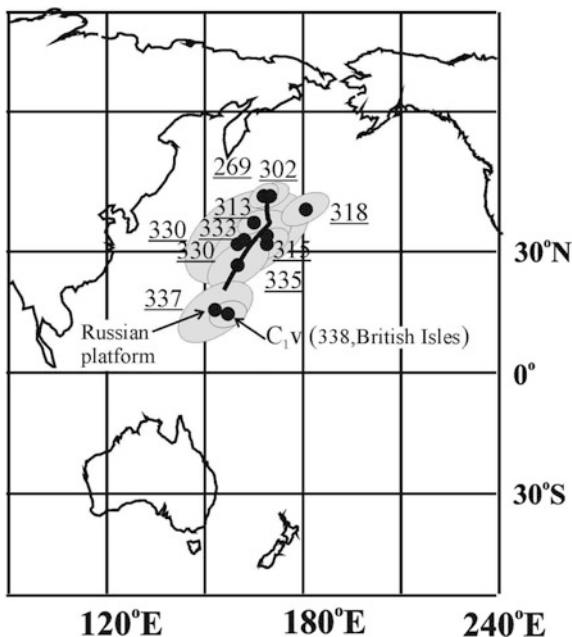 269 302
313 318
330 333
330 315
335
337
Russian
platform
C₁v (338,British Isles)
30°N
0°
30°S
120°E 180°E 240°E